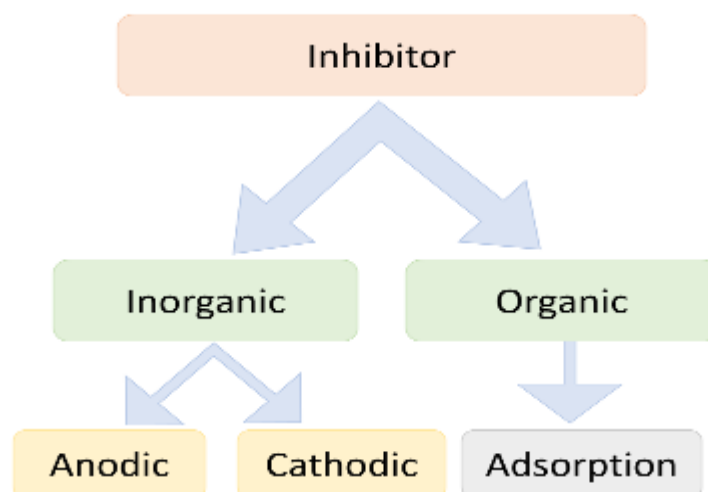 Inhibitor
Inorganic
Organic
Anodic
Cathodic
Adsorption